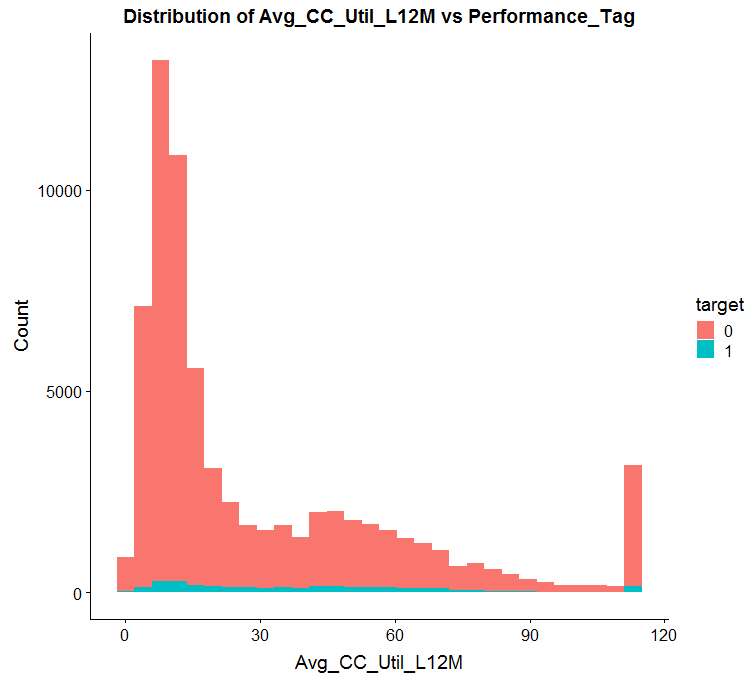 Distribution of Avg_CC_Util_L12M vs Performance_Tag
Count
10000
5000
0
0 30 60 90 120
Avg_CC_Util_L12M
target
0
1